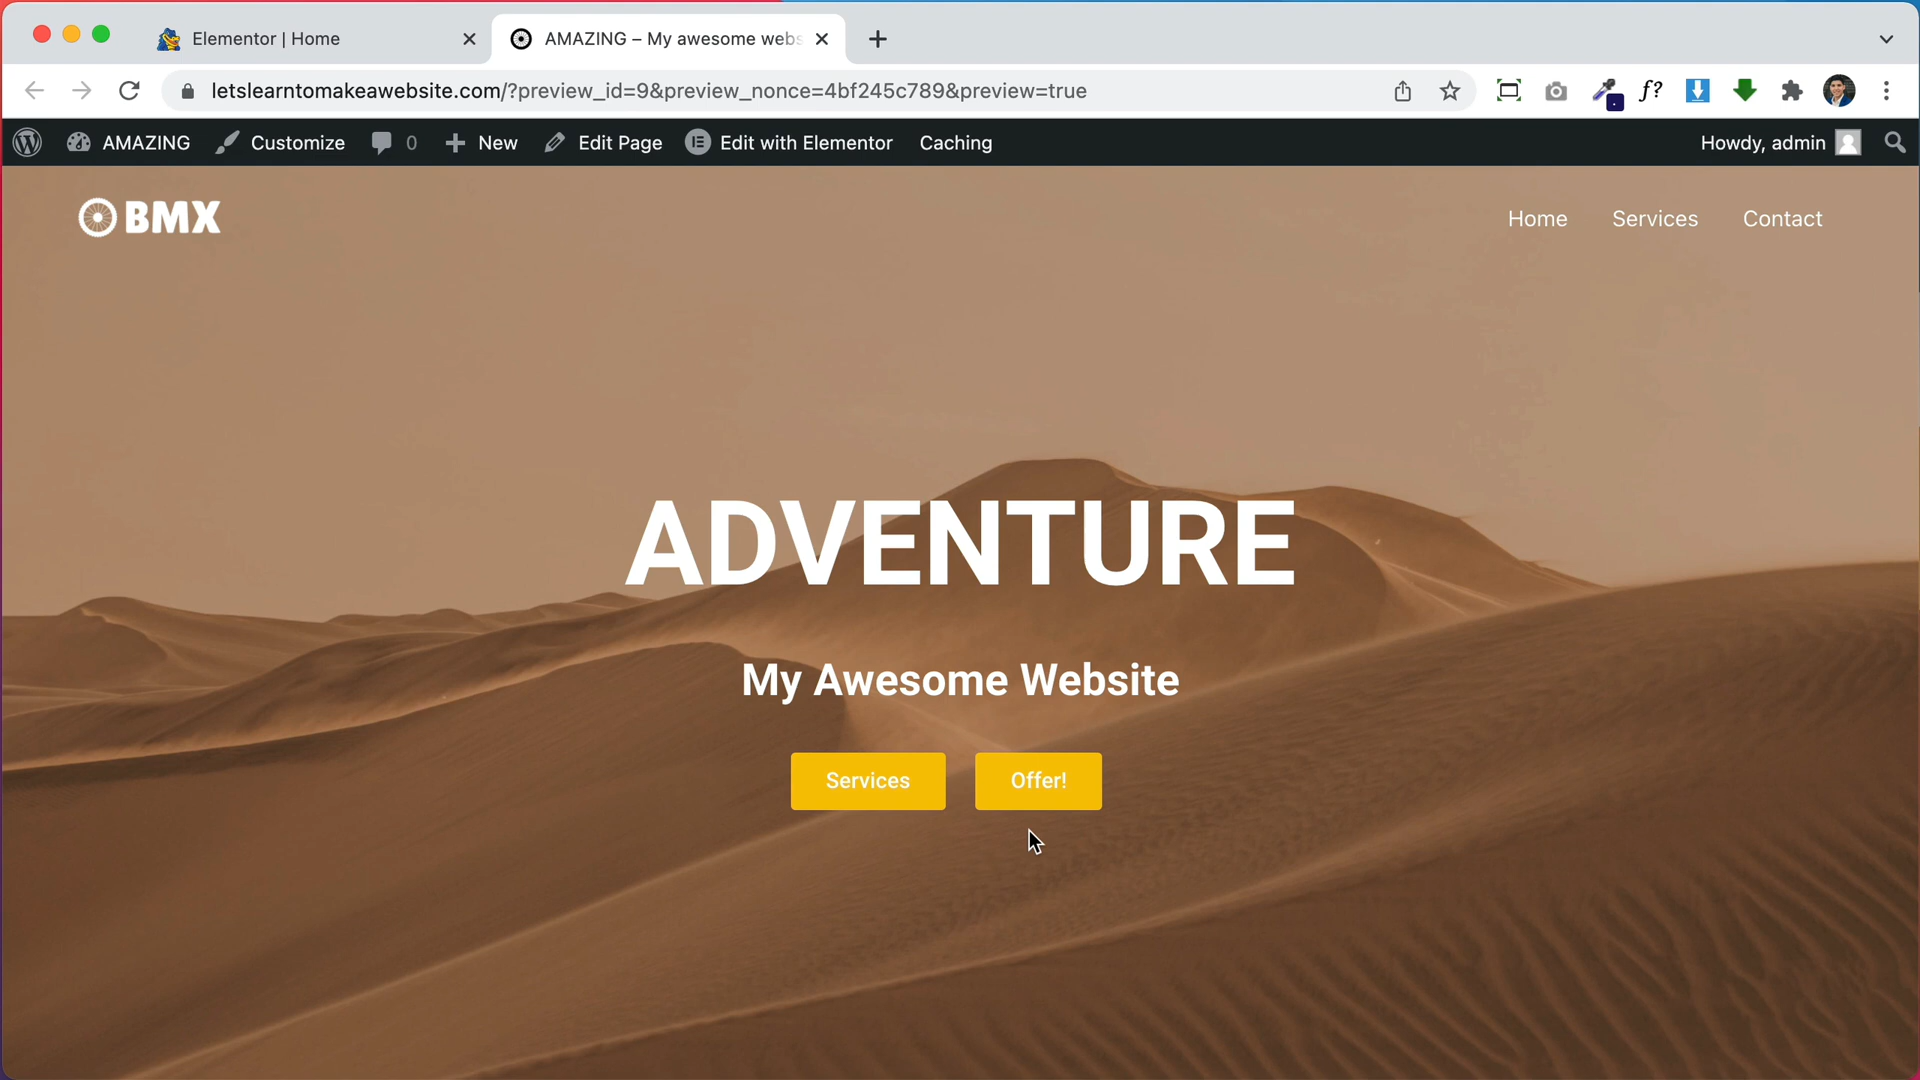 Elementor | Home
AMAZING – My awesome webs
letslearntomakeawebsite.com/?preview_id=9&preview_nonce=4bf245c789&preview=true
f?
AMAZING Customize 0 New Edit Page Edit with Elementor Caching Howdy, admin
BMX
Home Services Contact
ADVENTURE
My Awesome Website
Services Offer!